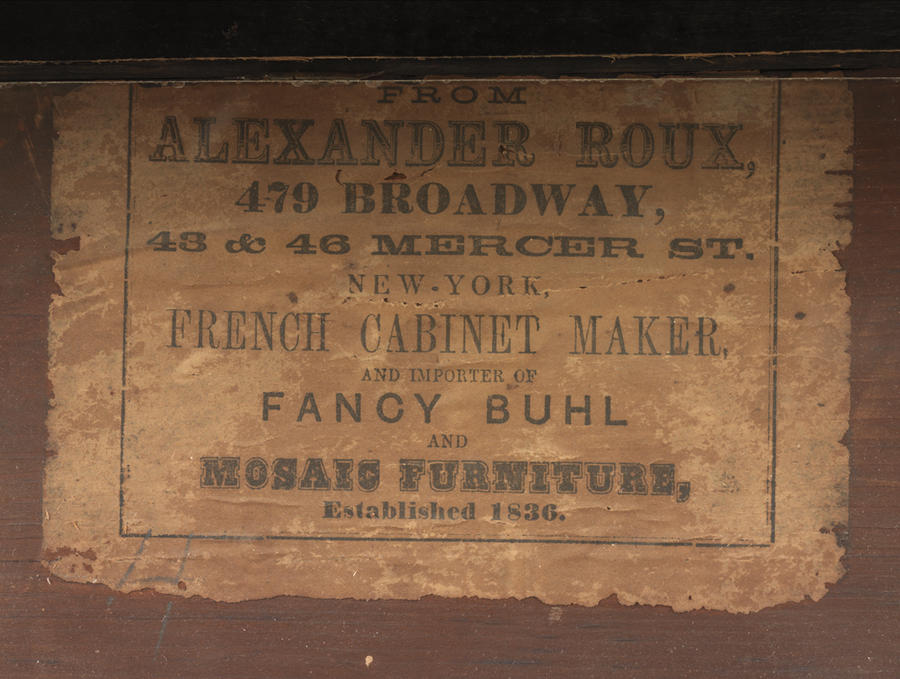 FROM
ALEXANDER ROUX,
479 BROADWAY,
43 & 46 MERCER ST.
NEW-YORK,
FRENCH CABINET MAKER,
AND IMPORTER OF
FANCY BUHL
AND
MOSAIC FURNITURE,
Established 1836.